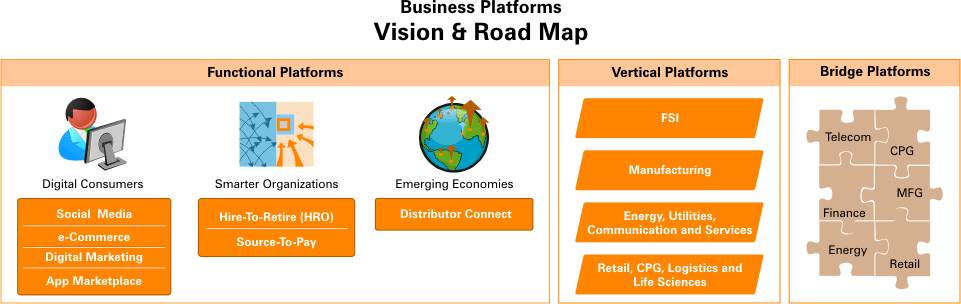 Business Platforms
Vision & Road Map
Functional Platforms
Digital Consumers
Social Media
e-Commerce
Digital Marketing
App Marketplace
Smarter Organizations
Hire-To-Retire (HRO)
Source-To-Pay
Emerging Economies
Distributor Connect
Vertical Platforms
FSI
Manufacturing
Energy, Utilities,
Communication and Services
Retail, CPG, Logistics and
Life Sciences
Bridge Platforms
Telecom
CPG
MFG
Finance
Energy
Retail